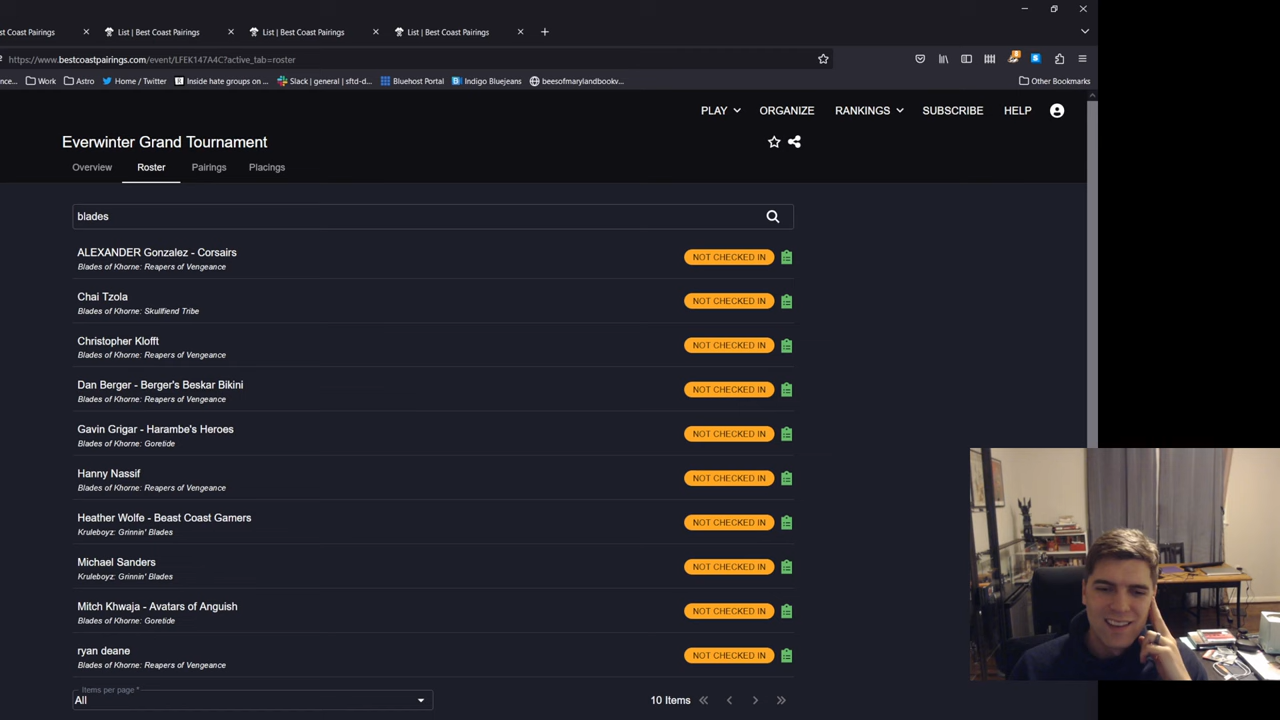 st Coast Pairings
List | Best Coast Pairings
List | Best Coast Pairings
List | Best Coast Pairings
https://www.bestcoastpairings.com/event/LFEK147A4C?active_tab=roster
nce...
Work
Astro
Home / Twitter
Inside hate groups on ...
Slack | general | sftd-d...
Bluehost Portal
Indigo Bluejeans
beesofmarylandbookv...
Other Bookmarks
PLAY
ORGANIZE
RANKINGS
SUBSCRIBE
HELP
Everwinter Grand Tournament
Overview
Roster
Pairings
Placings
blades
ALEXANDER Gonzalez - Corsairs
Blades of Khorne: Reapers of Vengeance
NOT CHECKED IN
Chai Tzola
Blades of Khorne: Skullfiend Tribe
NOT CHECKED IN
Christopher Klofft
Blades of Khorne: Reapers of Vengeance
NOT CHECKED IN
Dan Berger - Berger's Beskar Bikini
Blades of Khorne: Reapers of Vengeance
NOT CHECKED IN
Gavin Grigar - Harambe's Heroes
Blades of Khorne: Goretide
NOT CHECKED IN
Hanny Nassif
Blades of Khorne: Reapers of Vengeance
NOT CHECKED IN
Heather Wolfe - Beast Coast Gamers
Kruleboyz: Grinnin' Blades
NOT CHECKED IN
Michael Sanders
Kruleboyz: Grinnin' Blades
NOT CHECKED IN
Mitch Khwaja - Avatars of Anguish
Blades of Khorne: Goretide
NOT CHECKED IN
ryan deane
Blades of Khorne: Reapers of Vengeance
NOT CHECKED IN
Items per page *
All
10 Items